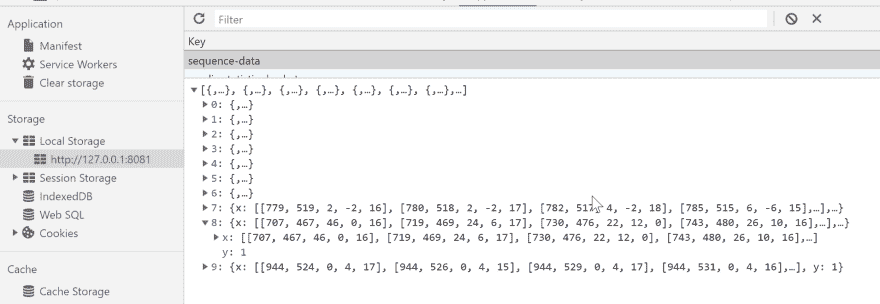 Application
Manifest
Service Workers
Clear storage
Storage
Local Storage
http://127.0.0.1:8081
Session Storage
IndexedDB
Web SQL
Cookies
Cache
Cache Storage
Filter
Key
sequence-data
[{,…}, {,…}, {,…}, {,…}, {,…}, {,…}, {,…},…]
0: {,…}
1: {,…}
2: {,…}
3: {,…}
4: {,…}
5: {,…}
6: {,…}
7: {x: [[779, 519, 2, -2, 16], [780, 518, 2, -2, 17], [782, 517, 4, -2, 18], [785, 515, 6, -6, 15],…],…}
8: {x: [[707, 467, 46, 0, 16], [719, 469, 24, 6, 17], [730, 476, 22, 12, 0], [743, 480, 26, 10, 16],…],…}
x: [[707, 467, 46, 0, 16], [719, 469, 24, 6, 17], [730, 476, 22, 12, 0], [743, 480, 26, 10, 16],…]
y: 1
9: {x: [[944, 524, 0, 4, 17], [944, 526, 0, 4, 15], [944, 529, 0, 4, 17], [944, 531, 0, 4, 16],…], y: 1}